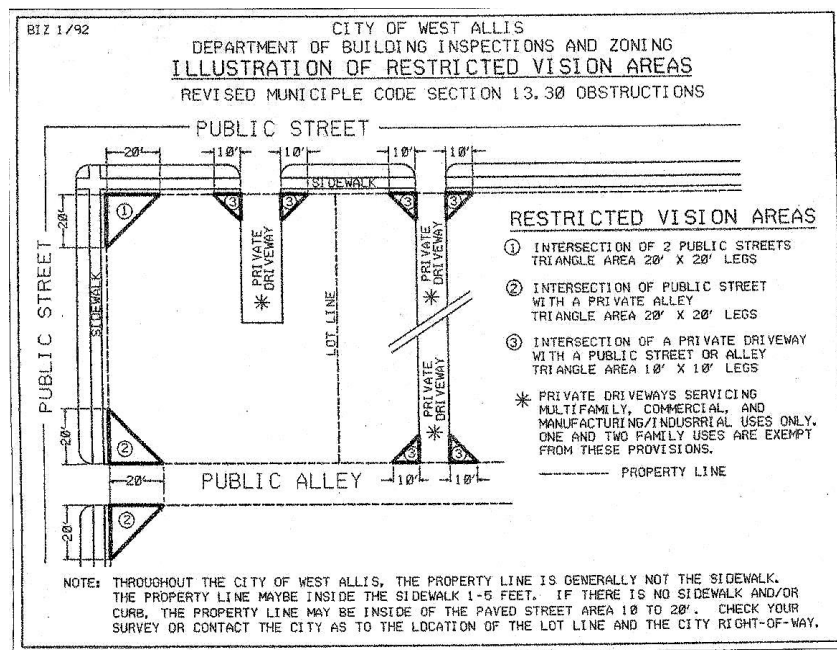 BIZ 1/92
CITY OF WEST ALLIS
DEPARTMENT OF BUILDING INSPECTIONS AND ZONING
ILLUSTRATION OF RESTRICTED VISION AREAS
REVISED MUNICIPLE CODE SECTION 13.30 OBSTRUCTIONS
PUBLIC STREET
20' 10' 10' 10' 10'
SIDEWALK
① ③ ③ ③ ③
20'
PRIVATE DRIVEWAY
*
PRIVATE DRIVEWAY
*
LOT LINE
SIDEWALK
PUBLIC STREET
PRIVATE DRIVEWAY
*
20'
② ③ ③
20' 10' 10'
PUBLIC ALLEY
20'
②
RESTRICTED VISION AREAS
① INTERSECTION OF 2 PUBLIC STREETS
TRIANGLE AREA 20' X 20' LEGS
② INTERSECTION OF PUBLIC STREET
WITH A PRIVATE ALLEY
TRIANGLE AREA 20' X 20' LEGS
③ INTERSECTION OF A PRIVATE DRIVEWAY
WITH A PUBLIC STREET OR ALLEY
TRIANGLE AREA 10' X 10' LEGS
* PRIVATE DRIVEWAYS SERVICING
MULTIFAMILY, COMMERCIAL, AND
MANUFACTURING/INDUSRRIAL USES ONLY.
ONE AND TWO FAMILY USES ARE EXEMPT
FROM THESE PROVISIONS.
PROPERTY LINE
NOTE: THROUGHOUT THE CITY OF WEST ALLIS, THE PROPERTY LINE IS GENERALLY NOT THE SIDEWALK.
THE PROPERTY LINE MAYBE INSIDE THE SIDEWALK 1-5 FEET. IF THERE IS NO SIDEWALK AND/OR
CURB, THE PROPERTY LINE MAY BE INSIDE OF THE PAVED STREET AREA 10 TO 20'. CHECK YOUR
SURVEY OR CONTACT THE CITY AS TO THE LOCATION OF THE LOT LINE AND THE CITY RIGHT-OF-WAY.